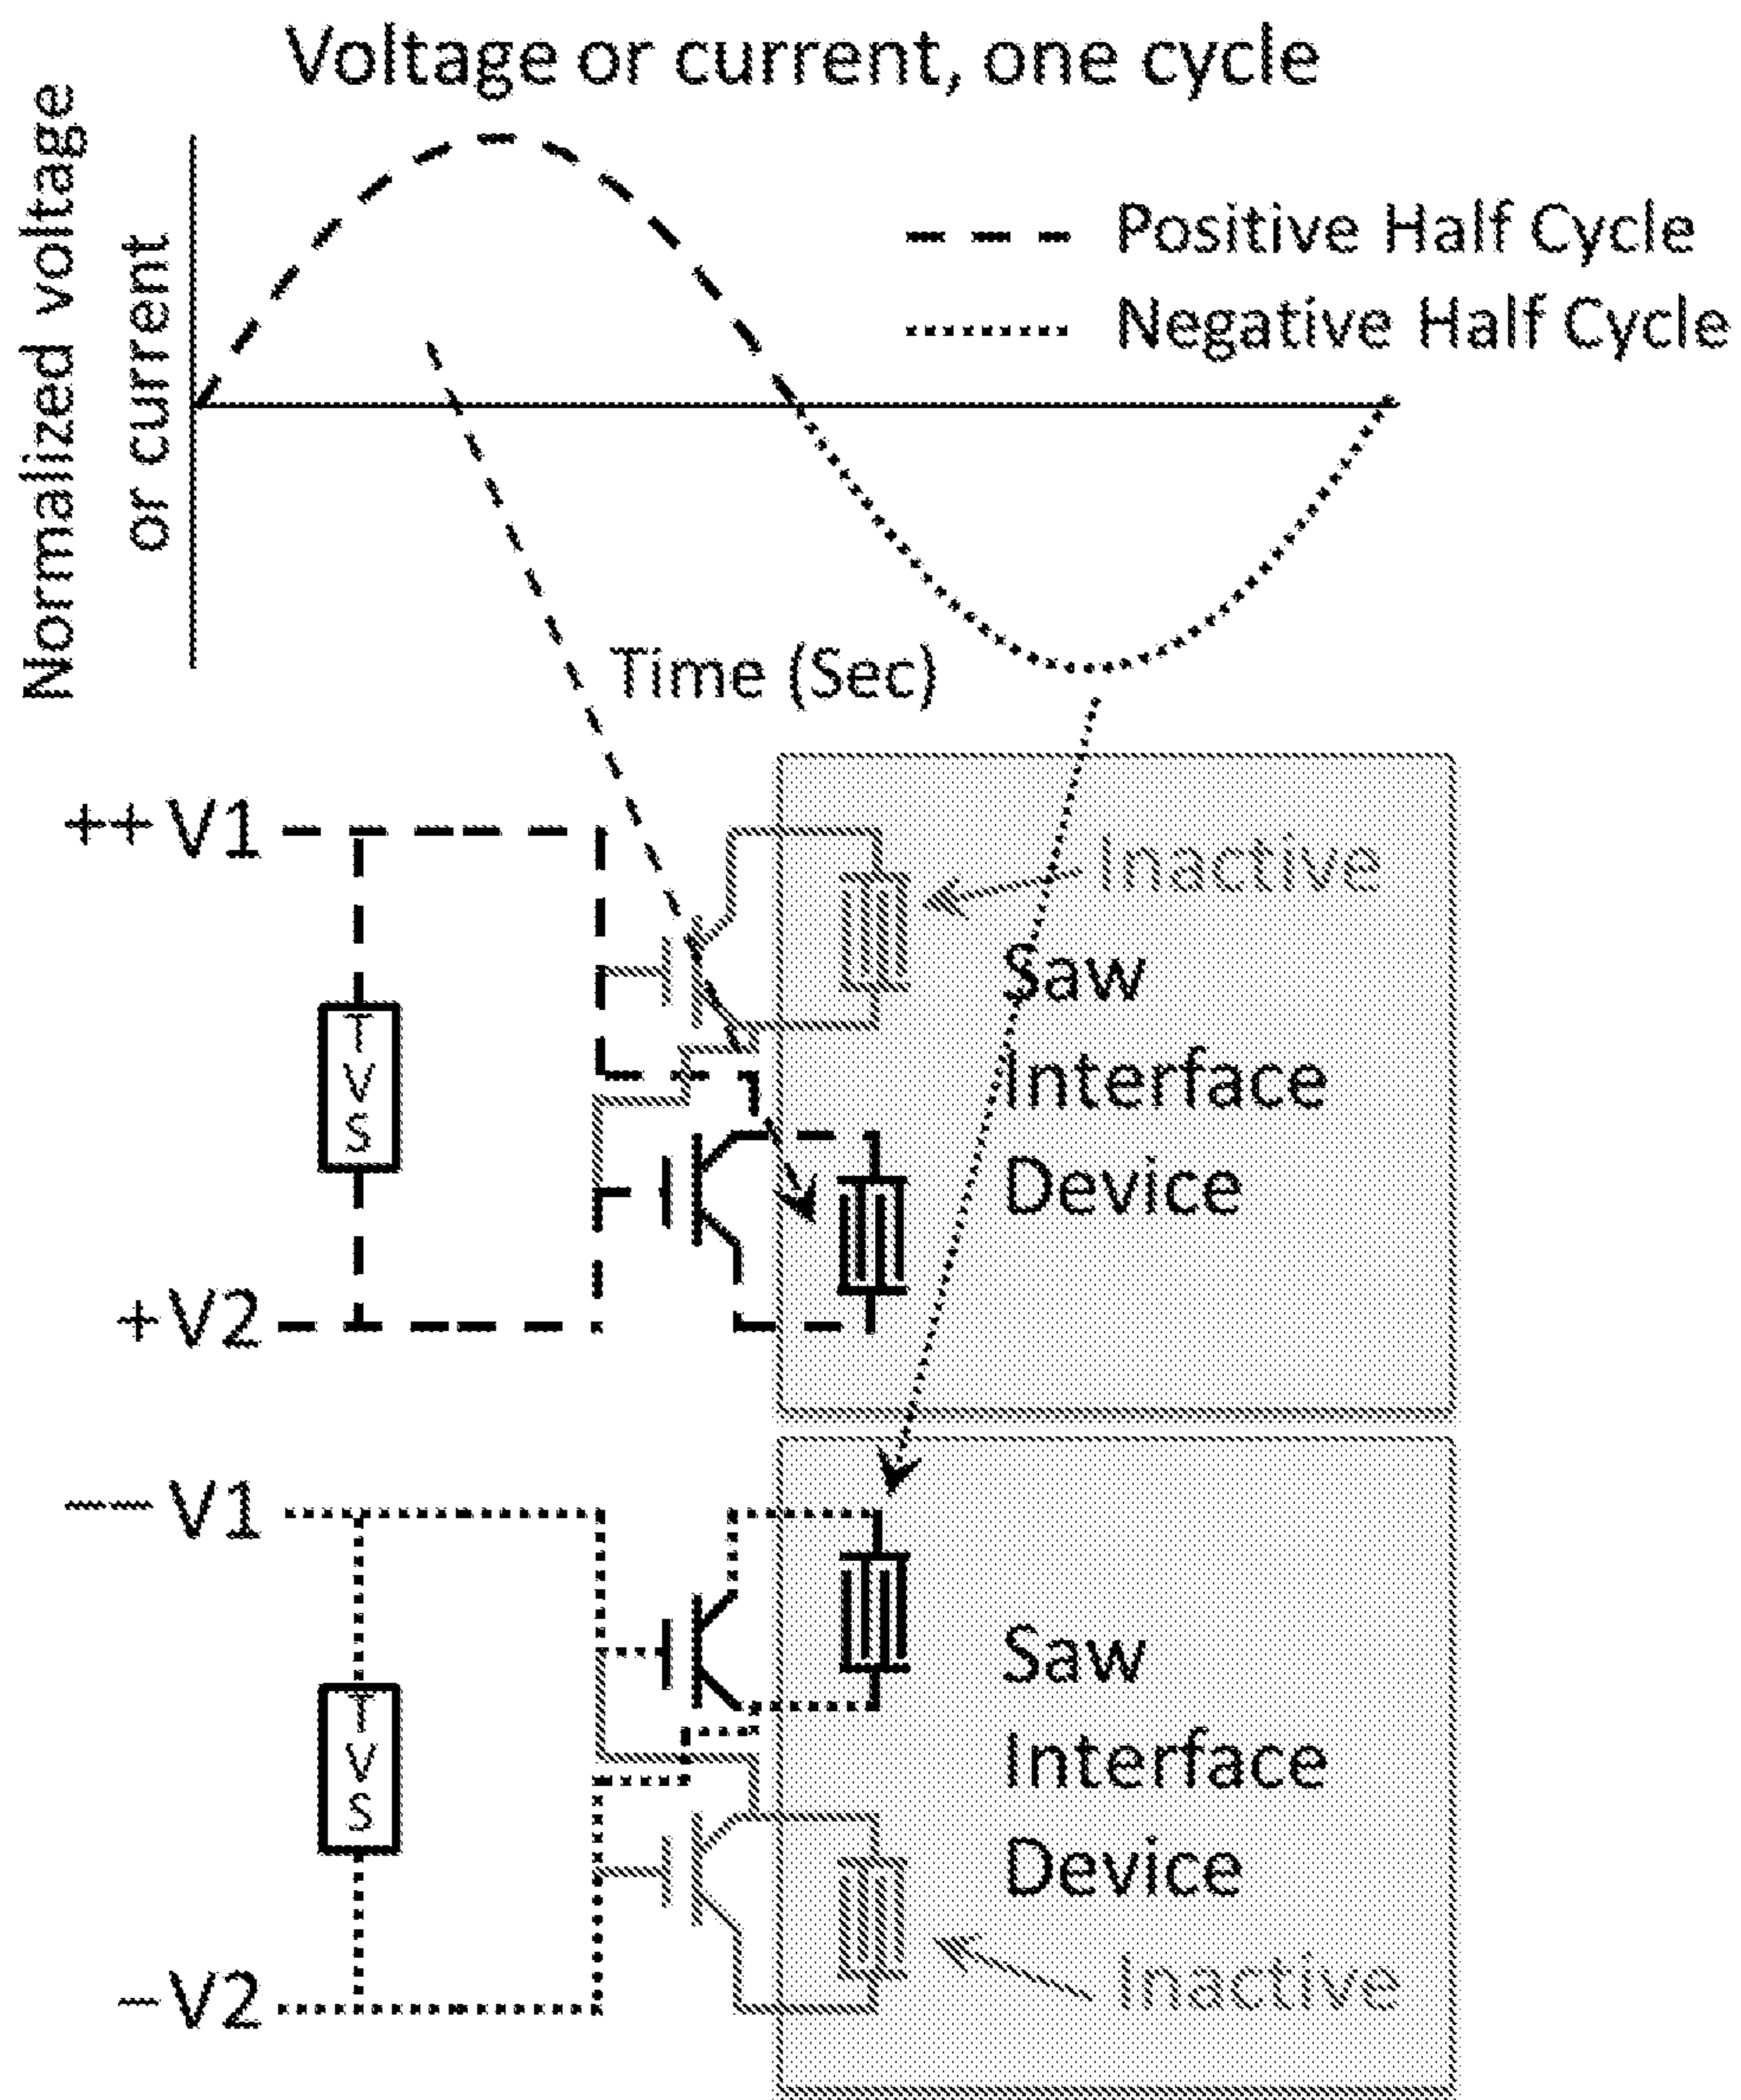 Voltage or current, one cycle
Normalized voltage
or current
Positive Half Cycle
Negative Half Cycle
Time (Sec)
++ V1
Inactive
Saw
Interface
Device
TVS
+V2
−− V1
Saw
Interface
Device
TVS
Inactive
−V2